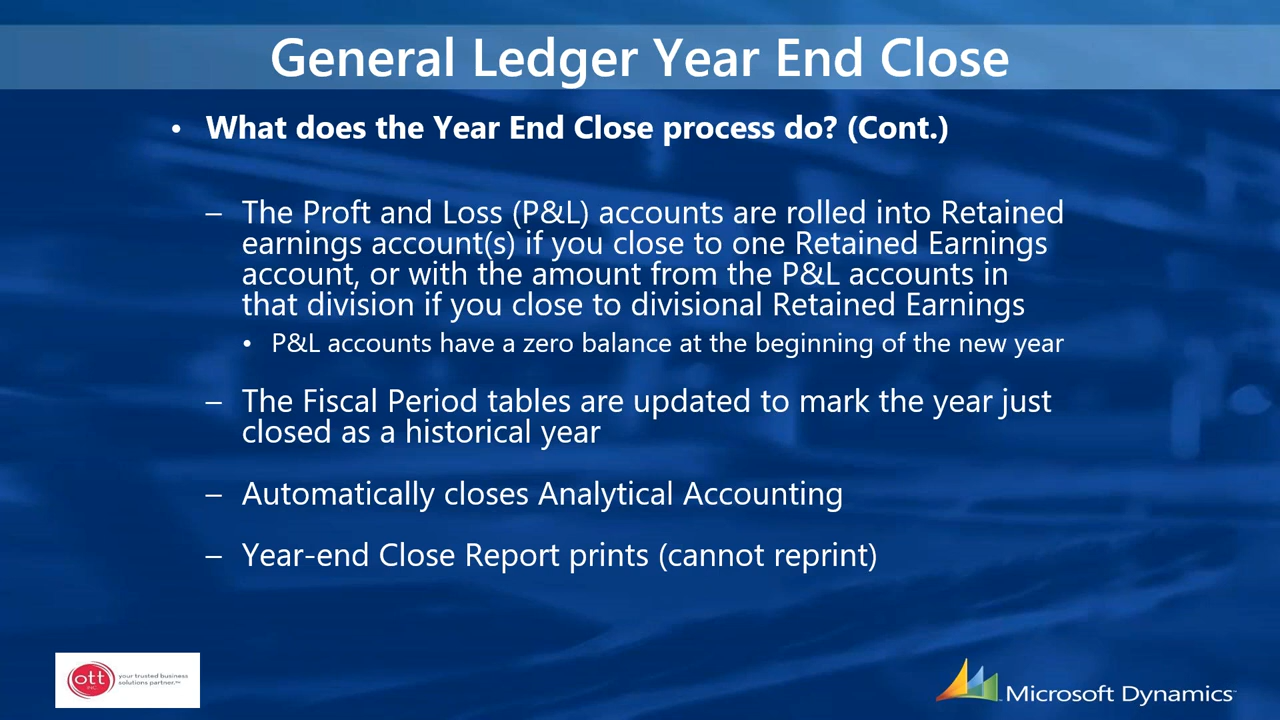 General Ledger Year End Close
• What does the Year End Close process do? (Cont.)
– The Proft and Loss (P&L) accounts are rolled into Retained
earnings account(s) if you close to one Retained Earnings
account, or with the amount from the P&L accounts in
that division if you close to divisional Retained Earnings
• P&L accounts have a zero balance at the beginning of the new year
– The Fiscal Period tables are updated to mark the year just
closed as a historical year
– Automatically closes Analytical Accounting
– Year-end Close Report prints (cannot reprint)
ott
INC.
your trusted business
solutions partner.™
Microsoft Dynamics™